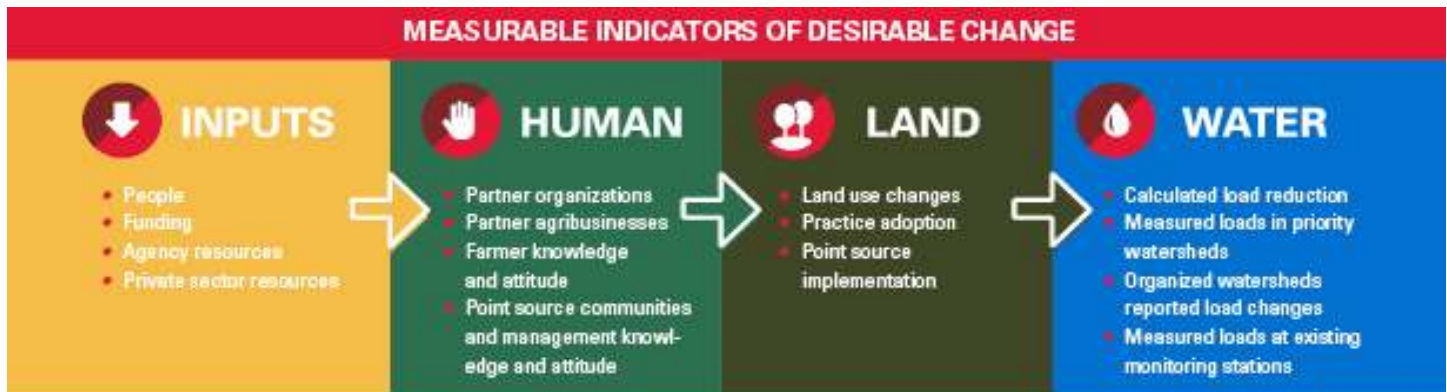 MEASURABLE INDICATORS OF DESIRABLE CHANGE
INPUTS
• People
• Funding
• Agency resources
• Private sector resources
HUMAN
• Partner organizations
• Partner agribusinesses
• Farmer knowledge
and attitude
• Point source communities
and management knowl-
edge and attitude
LAND
• Land use changes
• Practice adoption
• Point source
implementation
WATER
• Calculated load reduction
• Measured loads in priority
watersheds
• Organized watersheds
reported load changes
• Measured loads at existing
monitoring stations